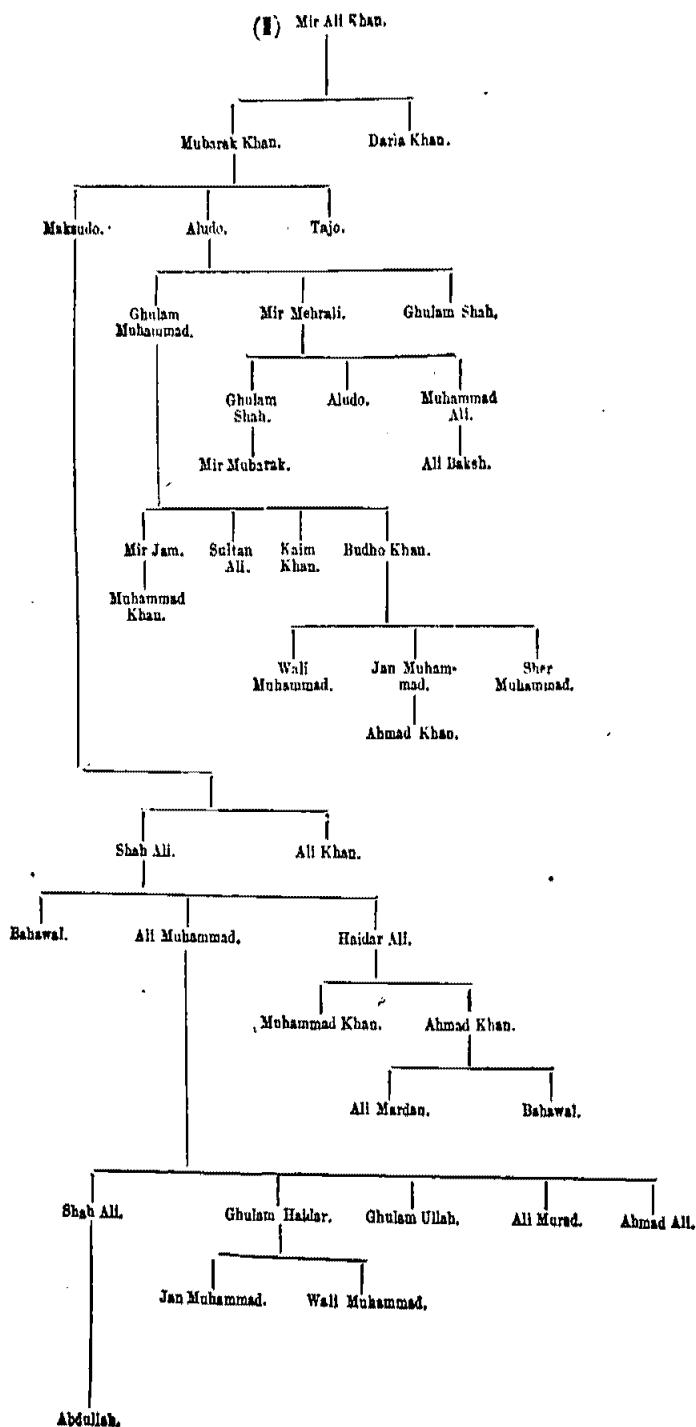 (I) Mir Ali Khan.
Mubarak Khan. Daria Khan.
Maksudo. Aludo. Tajo.
Ghulam Muhammad. Mir Mehrali. Ghulam Shah.
Ghulam Shah. Aludo. Muhammad Ali.
Mir Mubarak. Ali Baksh.
Mir Jam. Sultan Ali. Kaim Khan. Budho Khan.
Muhammad Khan.
Wali Muhammad. Jan Muham-
mad. Sher Muhammad.
Ahmad Khan.
Shah Ali. Ali Khan.
Bahawal. Ali Muhammad. Haidar Ali.
Muhammad Khan. Ahmad Khan.
Ali Mardan. Bahawal.
Shah Ali. Ghulam Haidar. Ghulam Ullah. Ali Murad. Ahmad Ali.
Jan Muhammad. Wali Muhammad.
Abdullah.